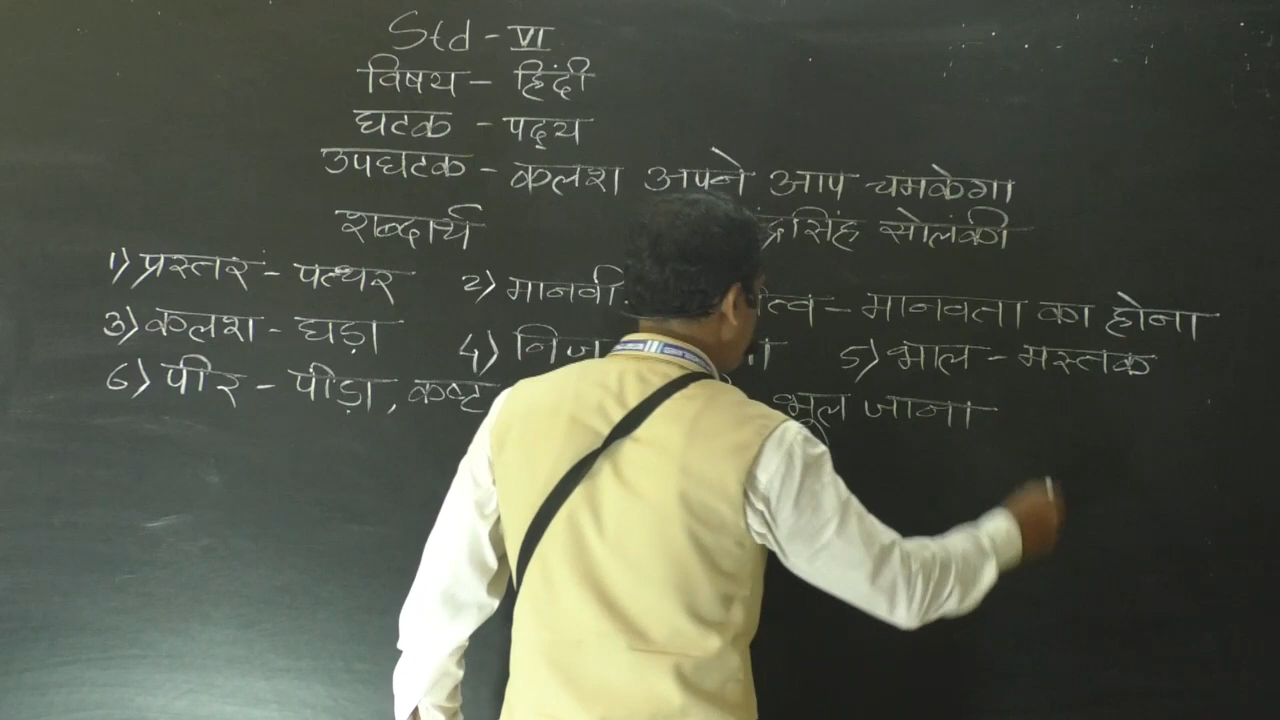 Std - VI
विषय - हिंदी
घटक - पद्य
उपघटक - कलश अपने आप चमकेगा
शब्दार्थ सोलंकी
1) प्रस्तर - पत्थर 2) - मानवता का होना
3) कलश - घड़ा 4) 5) भाल - मस्तक
6) पीर - पीड़ा, कष्ट भूल जाना